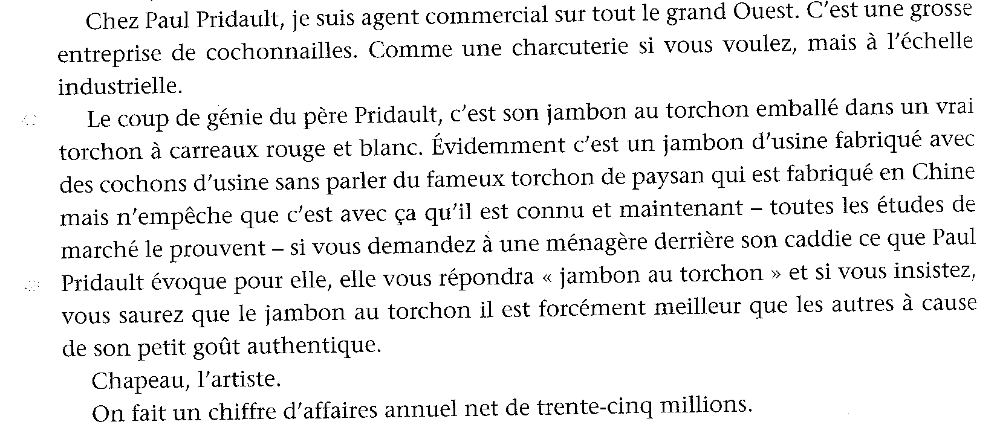 Chez Paul Pridault, je suis agent commercial sur tout le grand Ouest. C'est une grosse
entreprise de cochonnailles. Comme une charcuterie si vous voulez, mais à l'échelle
industrielle.
Le coup de génie du père Pridault, c'est son jambon au torchon emballé dans un vrai
torchon à carreaux rouge et blanc. Évidemment c'est un jambon d'usine fabriqué avec
des cochons d'usine sans parler du fameux torchon de paysan qui est fabriqué en Chine
mais n'empêche que c'est avec ça qu'il est connu et maintenant – toutes les études de
marché le prouvent – si vous demandez à une ménagère derrière son caddie ce que Paul
Pridault évoque pour elle, elle vous répondra « jambon au torchon » et si vous insistez,
vous saurez que le jambon au torchon il est forcément meilleur que les autres à cause
de son petit goût authentique.
Chapeau, l'artiste.
On fait un chiffre d'affaires annuel net de trente-cinq millions.